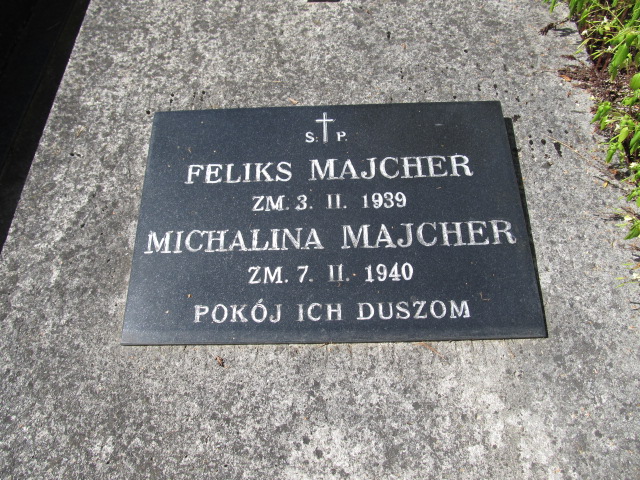 S. P.
FELIKS MAJCHER
ZM. 3. II. 1939
MICHALINA MAJCHER
ZM. 7. II. 1940
POKÓJ ICH DUSZOM